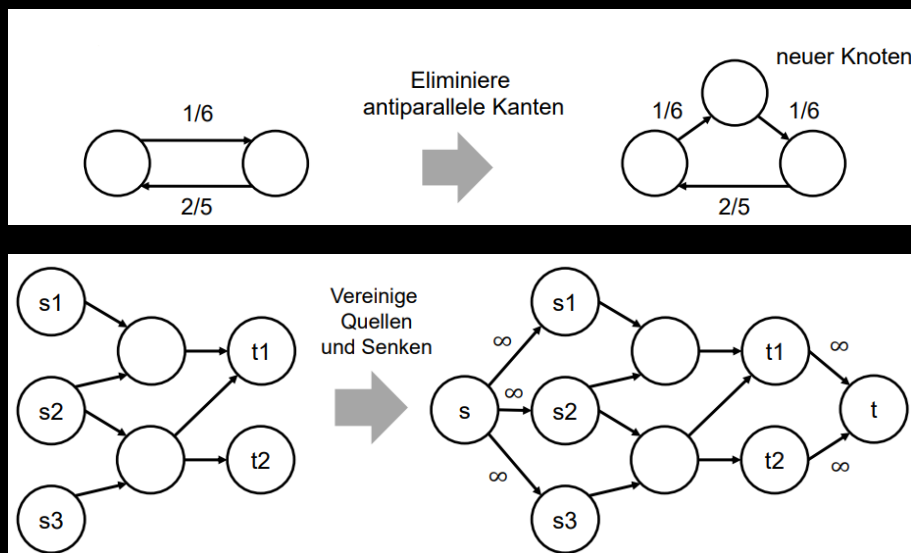 neuer Knoten
Eliminiere
antiparallele Kanten
1/6
1/6
1/6
2/5
2/5
s1
s2
s3
t1
t2
Vereinige
Quellen
und Senken
s
∞
∞
∞
s1
s2
s3
t1
t2
∞
∞
t